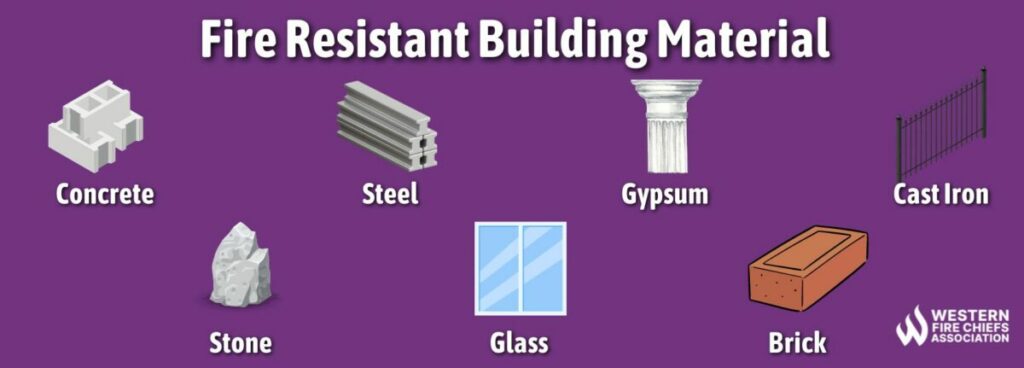 Fire Resistant Building Material
Concrete
Steel
Gypsum
Cast Iron
Stone
Glass
Brick
WESTERN
FIRE CHIEFS
ASSOCIATION